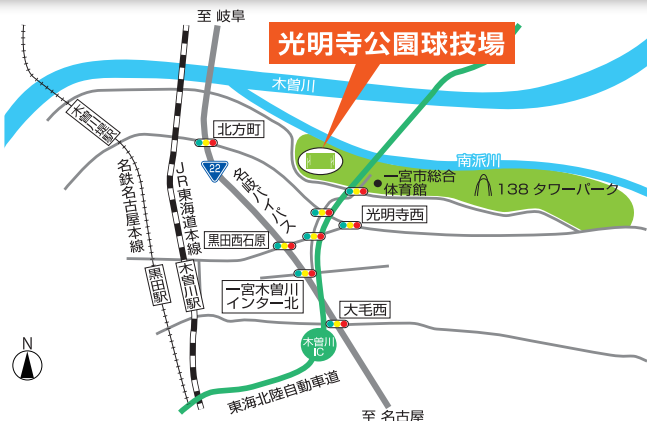 至 岐阜
光明寺公園球技場
木曽川
木曽川堤駅
北方町
22
名岐バイパス
南派川
一宮市総合
体育館
138 タワーパーク
光明寺西
名鉄名古屋本線
JR東海道本線
黒田西石原
黒田駅
木曽川駅
一宮木曽川
インター北
大毛西
木曽川
IC
N
東海北陸自動車道
至 名古屋